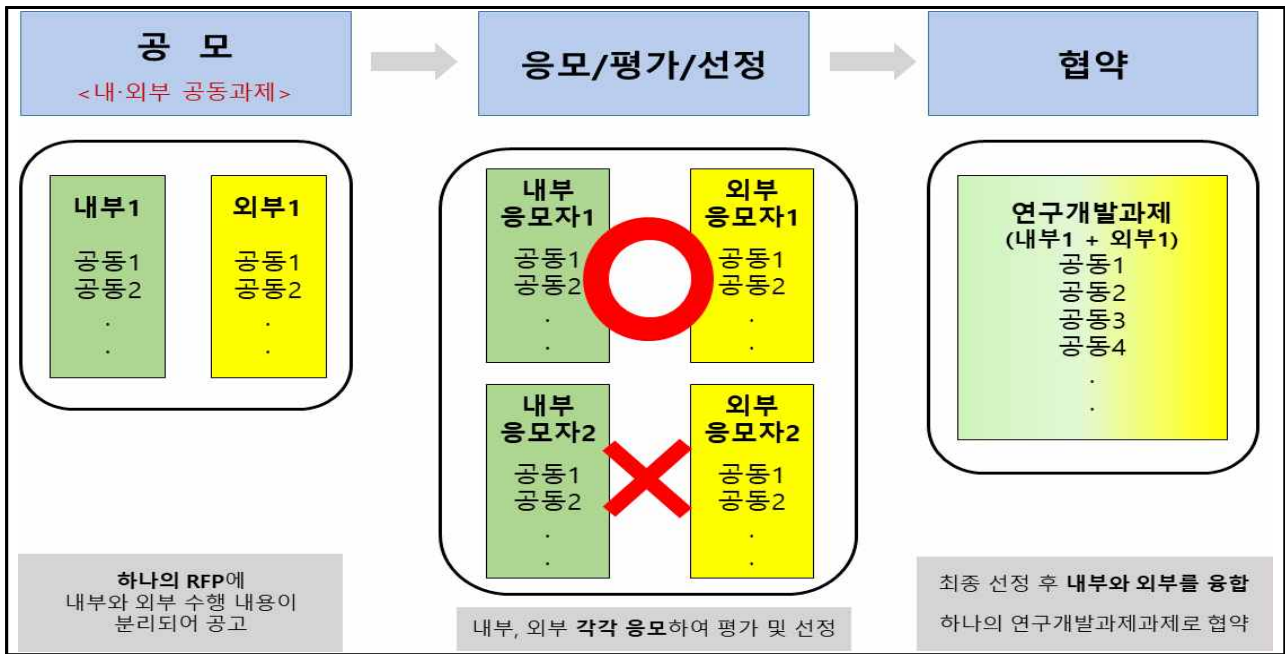 공 모
<내·외부 공동과제>
응모/평가/선정
협약
내부1
공동1
공동2
.
.
외부1
공동1
공동2
.
.
내부
응모자1
공동1
공동2
.
.
외부
응모자1
공동1
공동2
.
.
내부
응모자2
공동1
공동2
.
.
외부
응모자2
공동1
공동2
.
.
연구개발과제
(내부1 + 외부1)
공동1
공동2
공동3
공동4
.
.
하나의 RFP에
내부와 외부 수행 내용이
분리되어 공고
내부, 외부 각각 응모하여 평가 및 선정
최종 선정 후 내부와 외부를 융합
하나의 연구개발과제과제로 협약